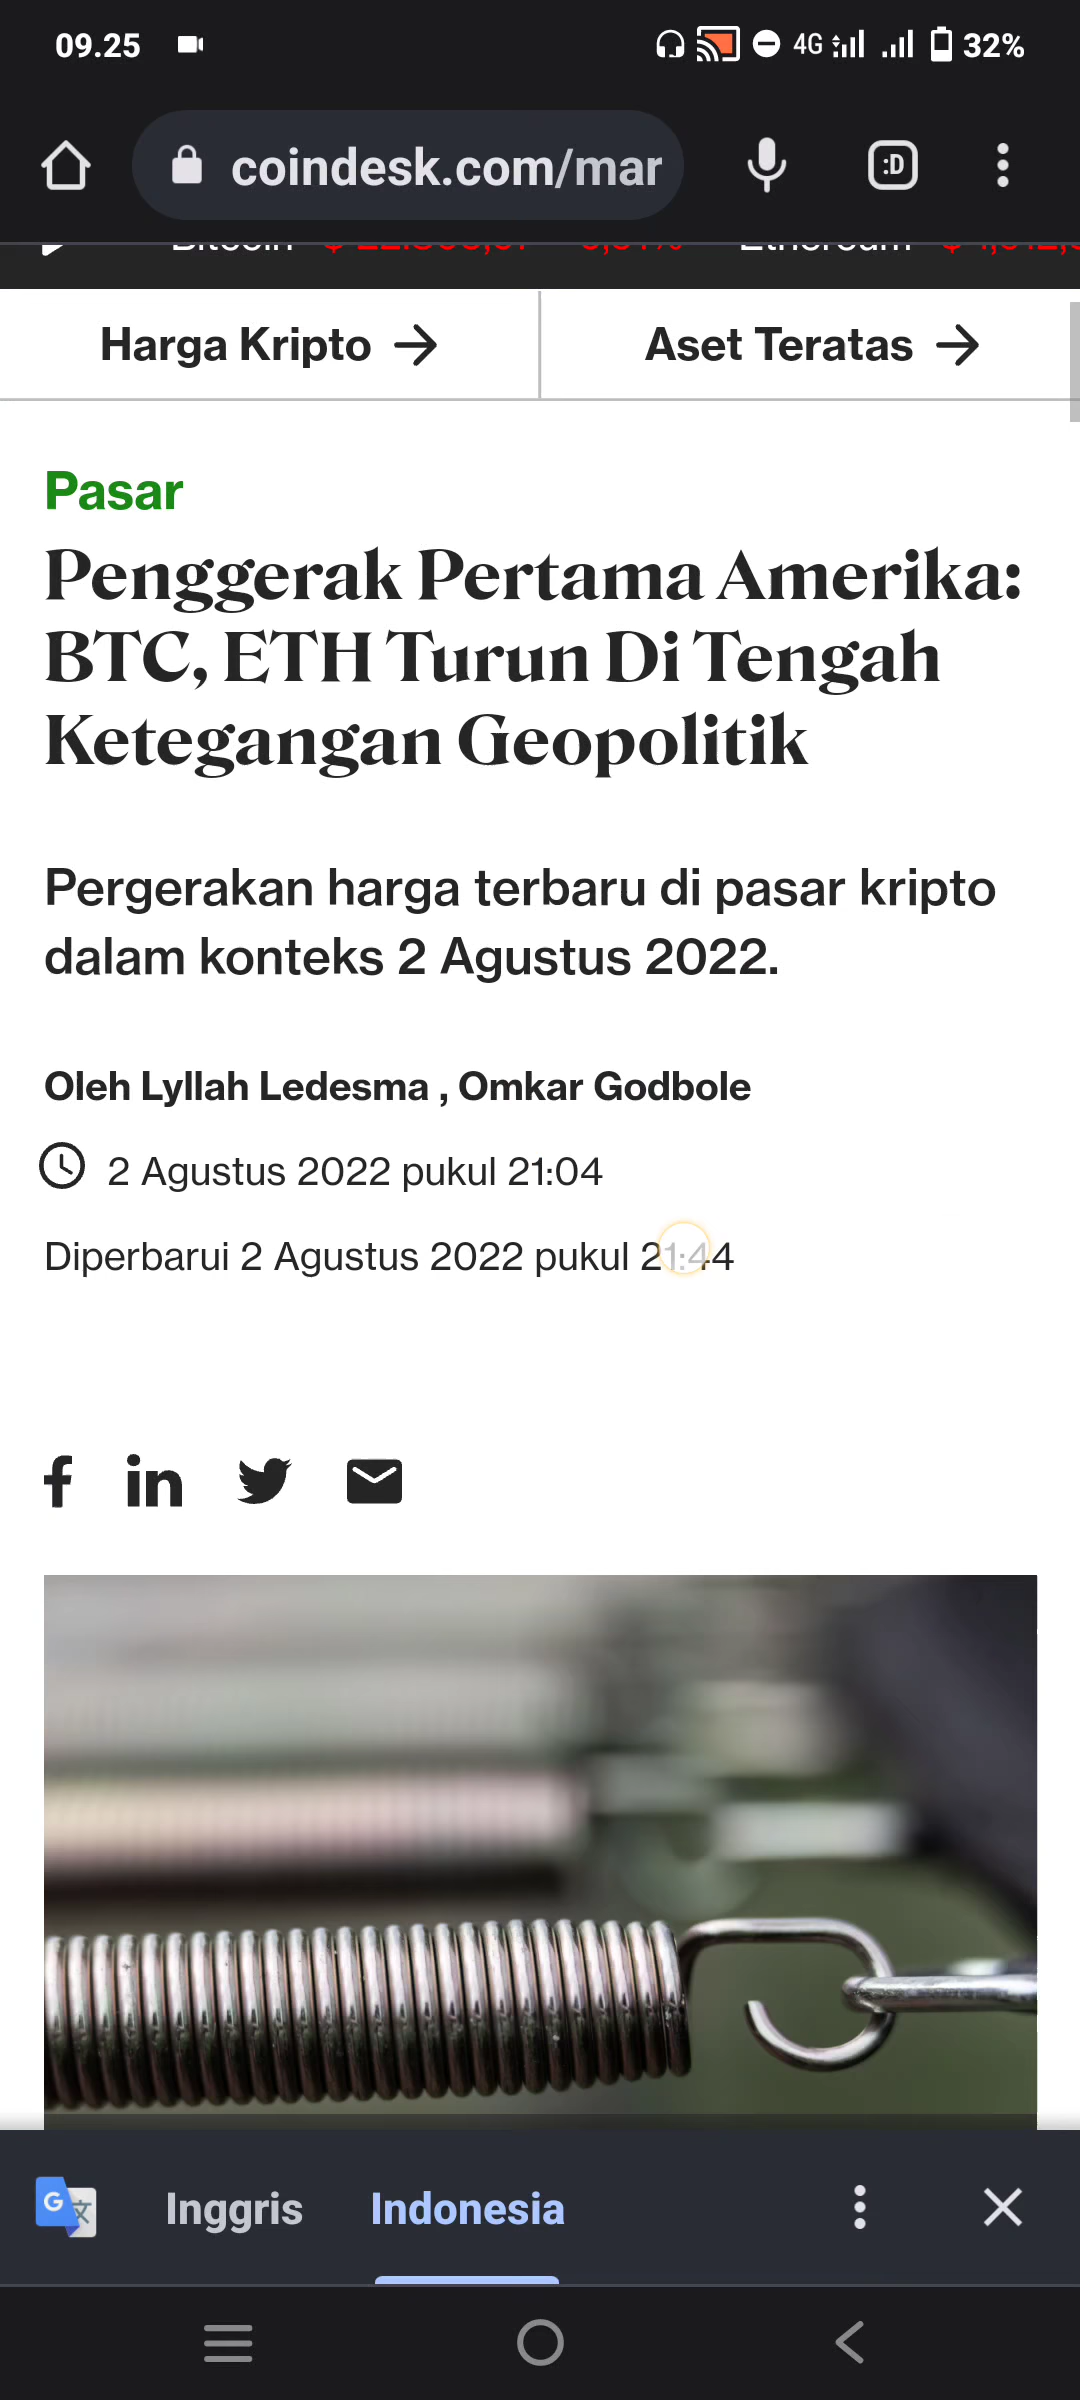 09.25
4G
32%
coindesk.com/mar
:D
Bitcoin
Ethereum
Harga Kripto → Aset Teratas →
Pasar
Penggerak Pertama Amerika:
BTC, ETH Turun Di Tengah
Ketegangan Geopolitik
Pergerakan harga terbaru di pasar kripto
dalam konteks 2 Agustus 2022.
Oleh Lyllah Ledesma , Omkar Godbole
2 Agustus 2022 pukul 21:04
Diperbarui 2 Agustus 2022 pukul 21:44
Inggris Indonesia